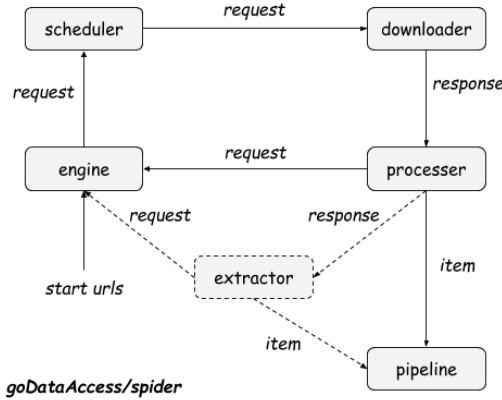 request
scheduler
downloader
request
response
request
engine
processer
request
response
extractor
start urls
item
item
pipeline
goDataAccess/spider